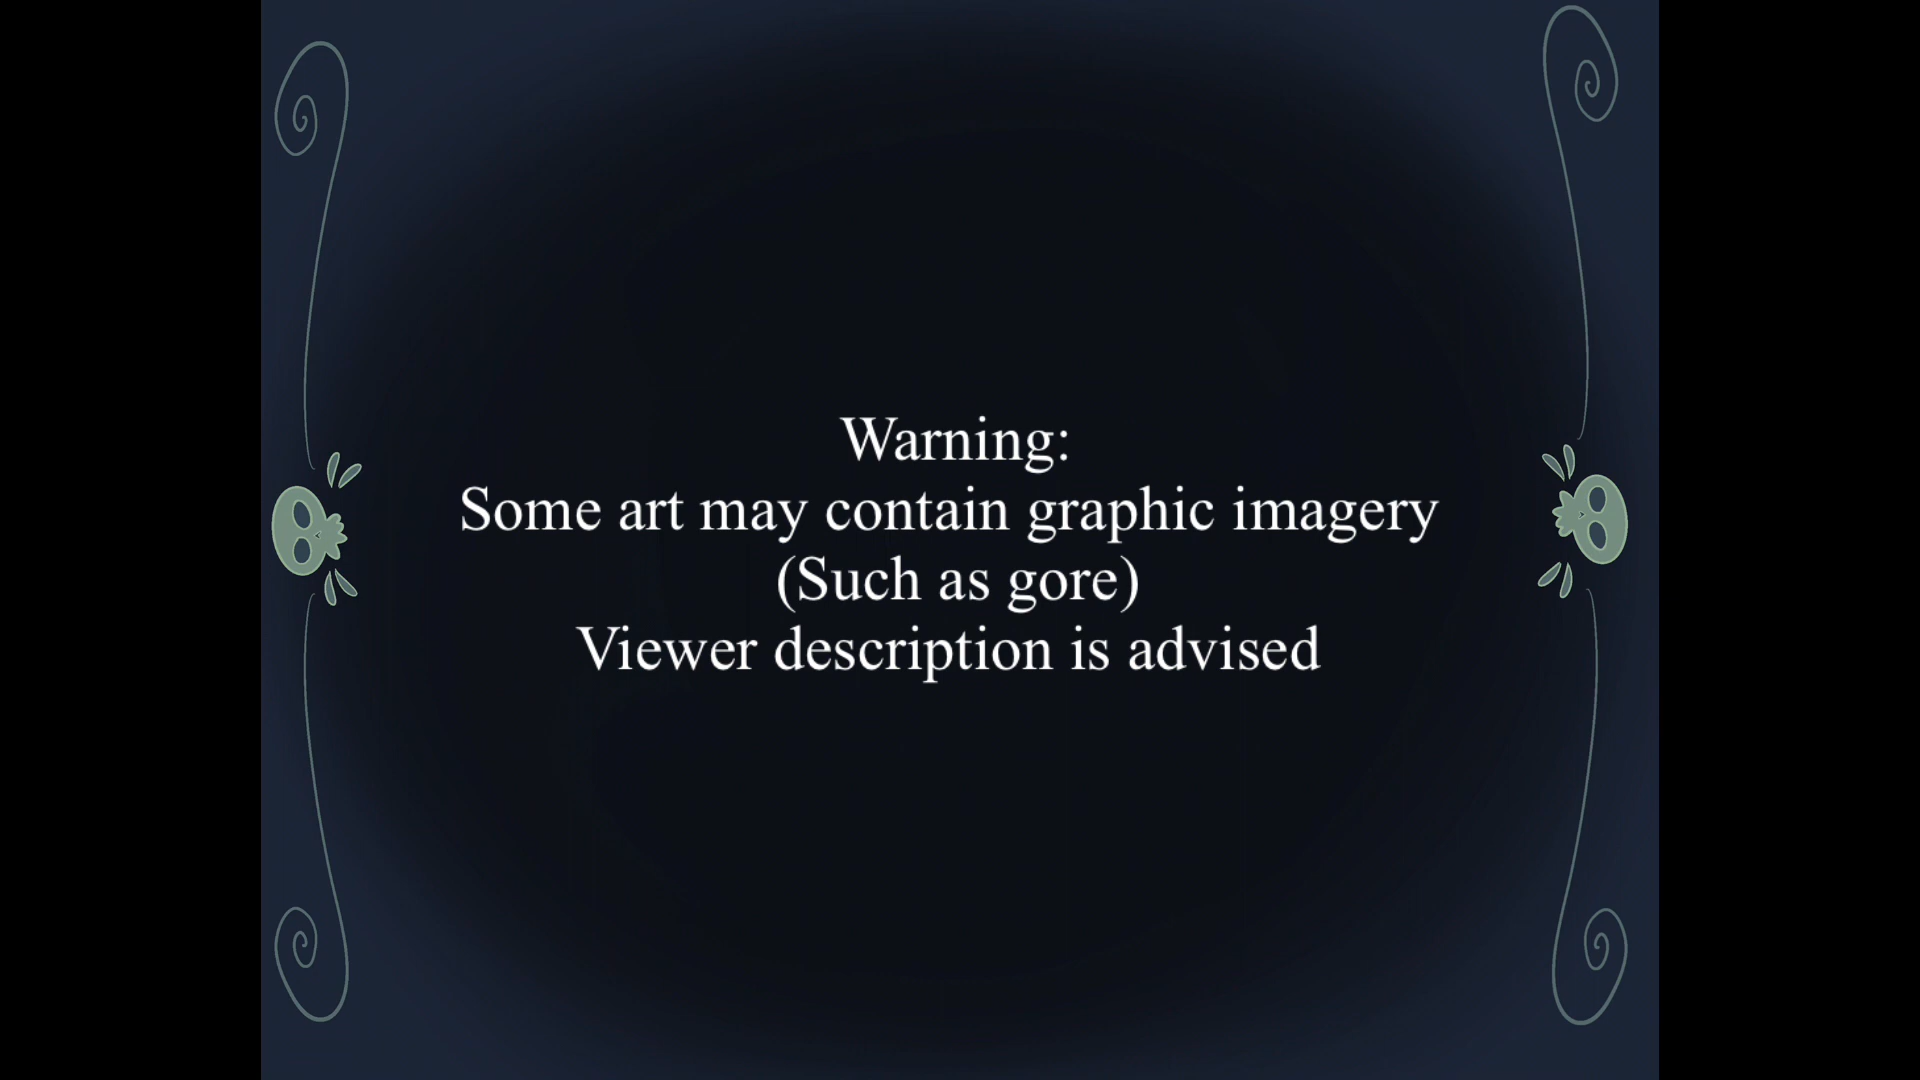 Warning:
Some art may contain graphic imagery
(Such as gore)
Viewer description is advised